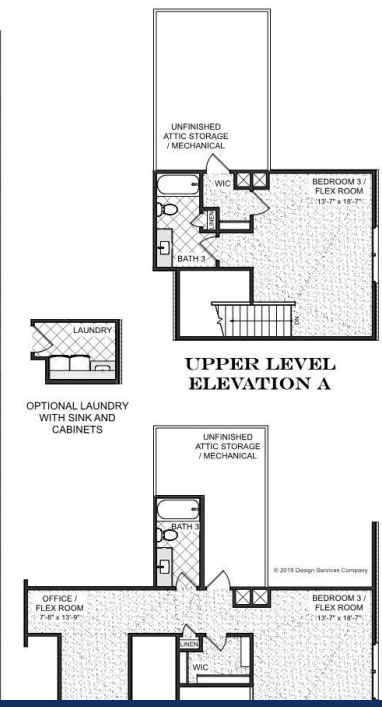 UNFINISHED
ATTIC STORAGE
/ MECHANICAL
WIC
BEDROOM 3 /
FLEX ROOM
13'-7" x 18'-7"
LINEN
BATH 3
DN
LAUNDRY
UPPER LEVEL
ELEVATION A
OPTIONAL LAUNDRY
WITH SINK AND
CABINETS
UNFINISHED
ATTIC STORAGE
/ MECHANICAL
BATH 3
© 2019 Design Services Company
OFFICE /
FLEX ROOM
7'-8" x 13'-9"
BEDROOM 3 /
FLEX ROOM
13'-7" x 18'-7"
LINEN
WIC